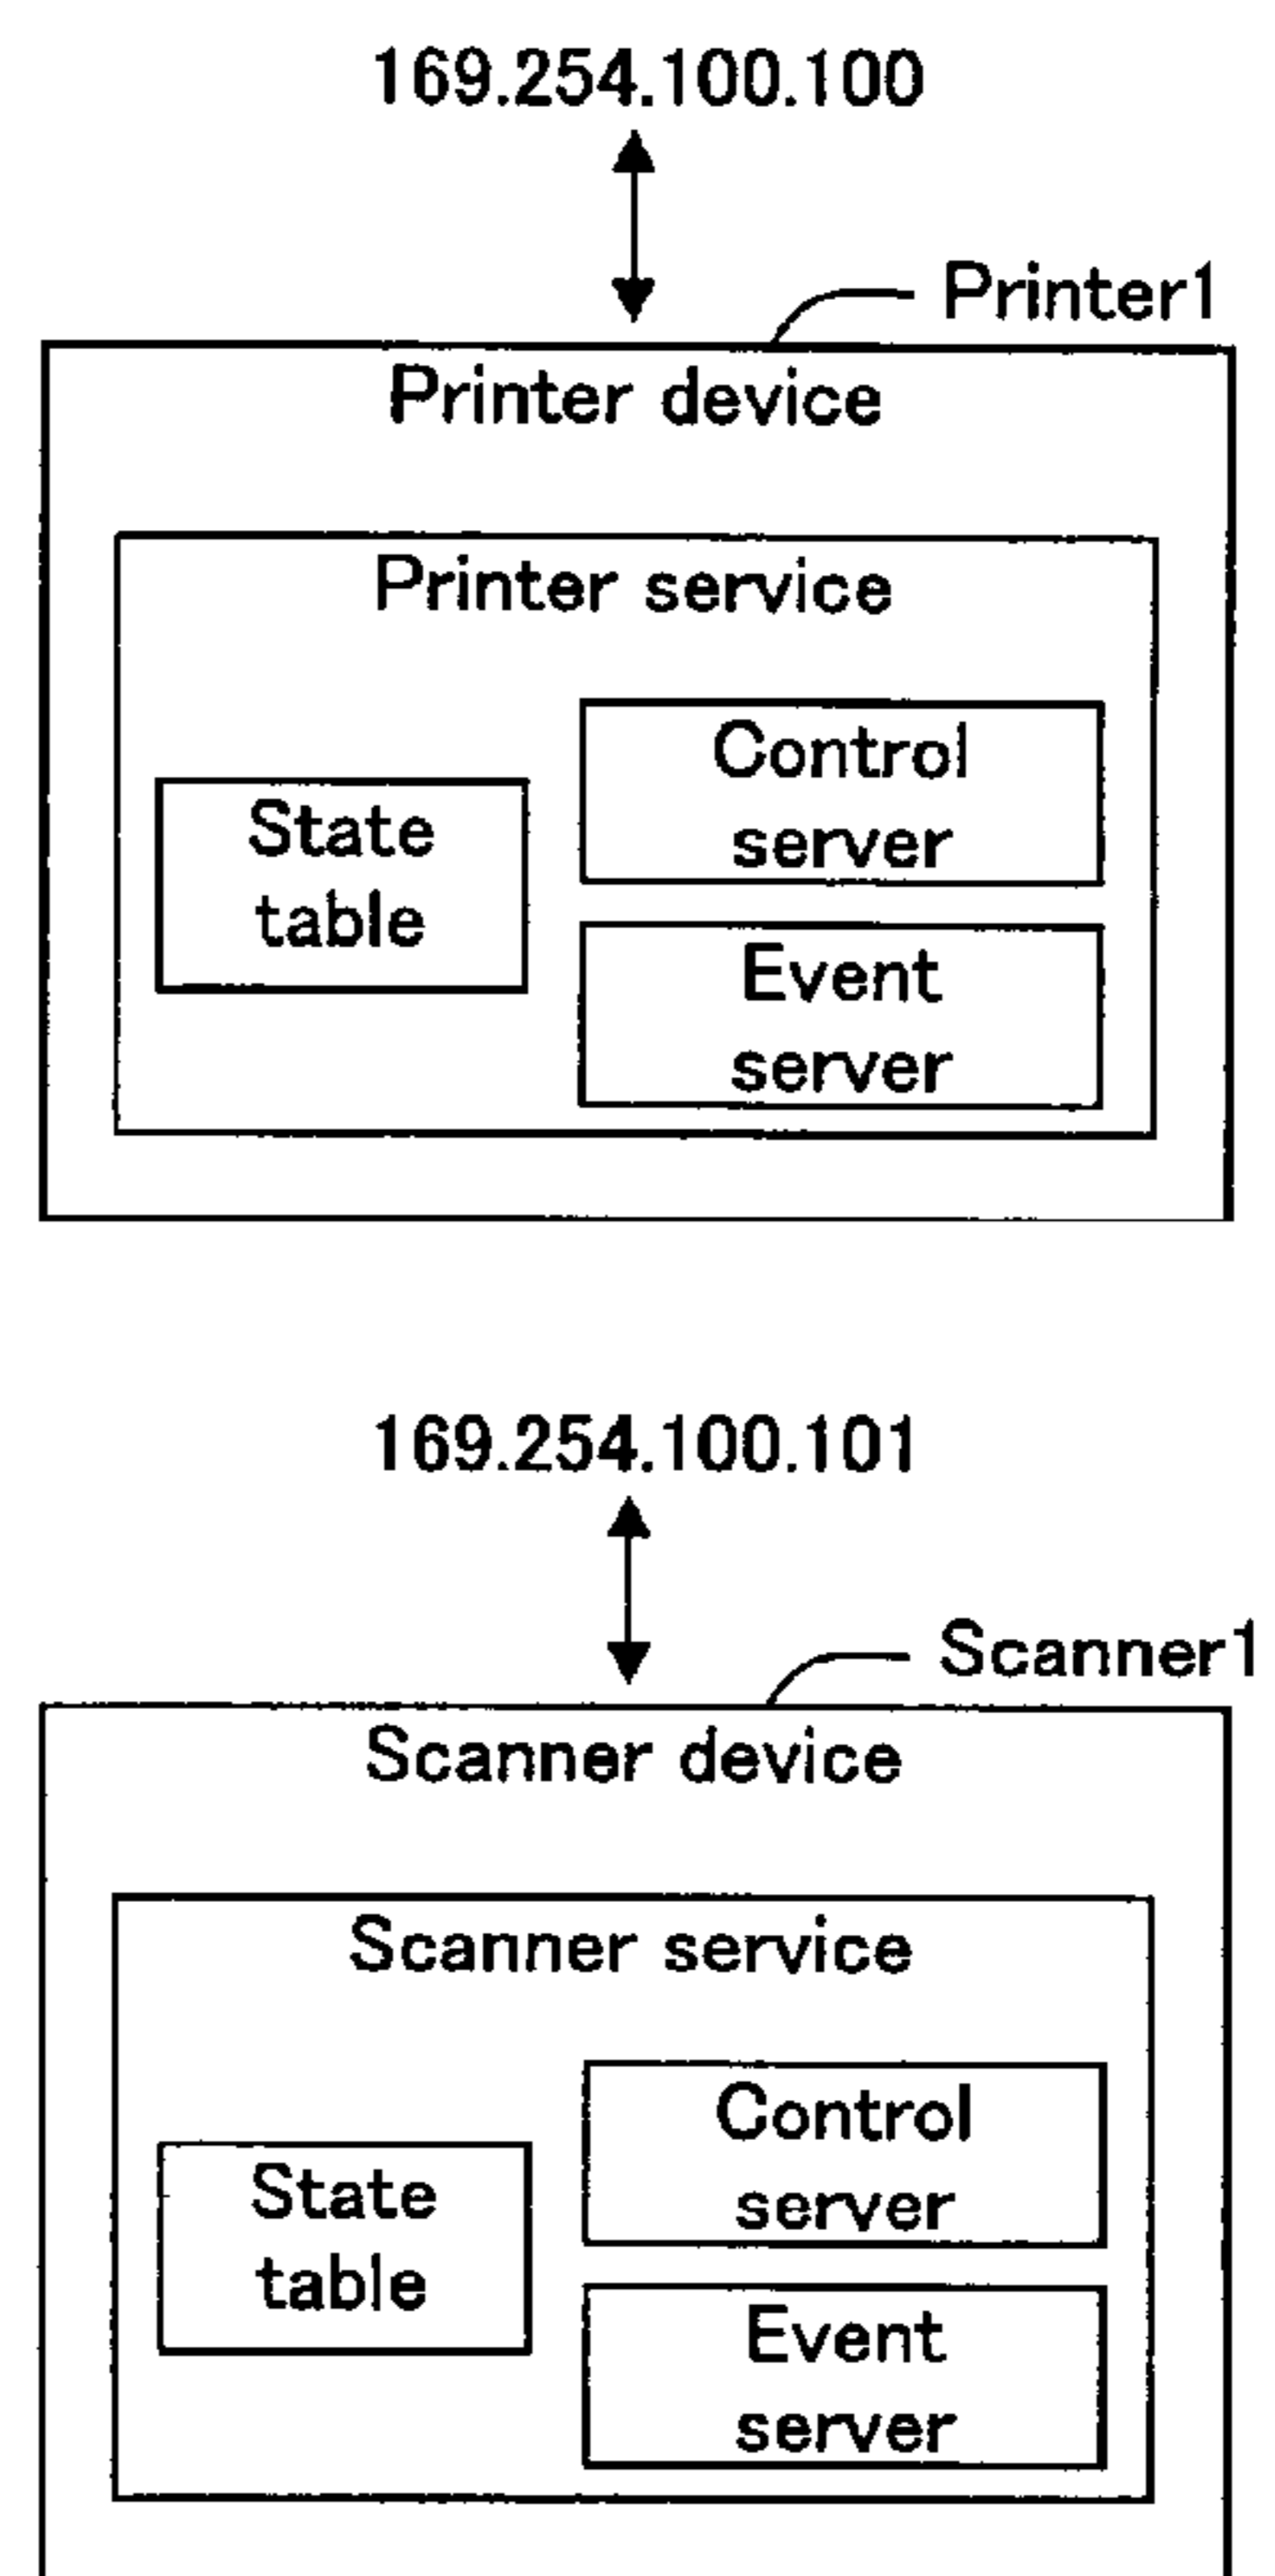 169.254.100.100
Printer1
Printer device
Printer service
Control
server
State
table
Event
server
169.254.100.101
Scanner1
Scanner device
Scanner service
Control
server
State
table
Event
server